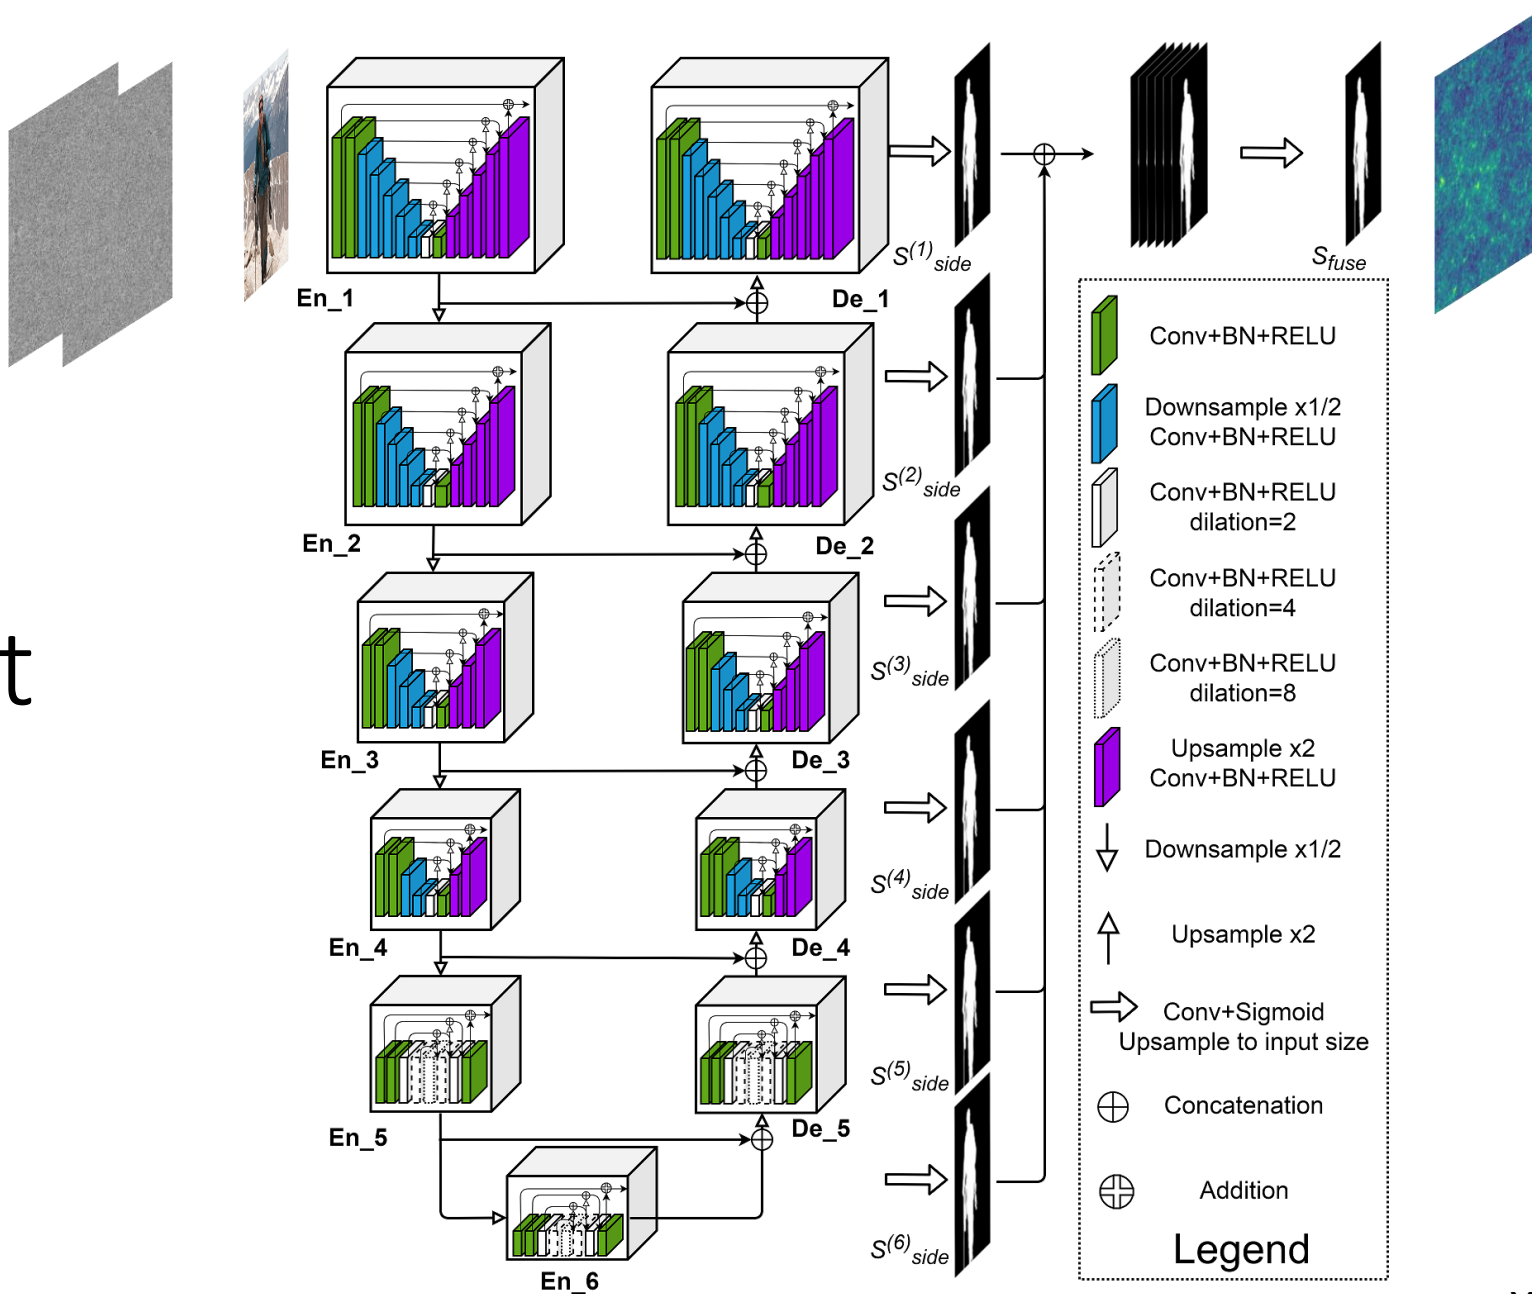 S(1)side
Sfuse
En_1
De_1
S(2)side
En_2
De_2
S(3)side
En_3
De_3
S(4)side
En_4
De_4
S(5)side
En_5
De_5
S(6)side
En_6
t
Conv+BN+RELU
Downsample x1/2
Conv+BN+RELU
Conv+BN+RELU
dilation=2
Conv+BN+RELU
dilation=4
Conv+BN+RELU
dilation=8
Upsample x2
Conv+BN+RELU
Downsample x1/2
Upsample x2
Conv+Sigmoid
Upsample to input size
Concatenation
Addition
Legend